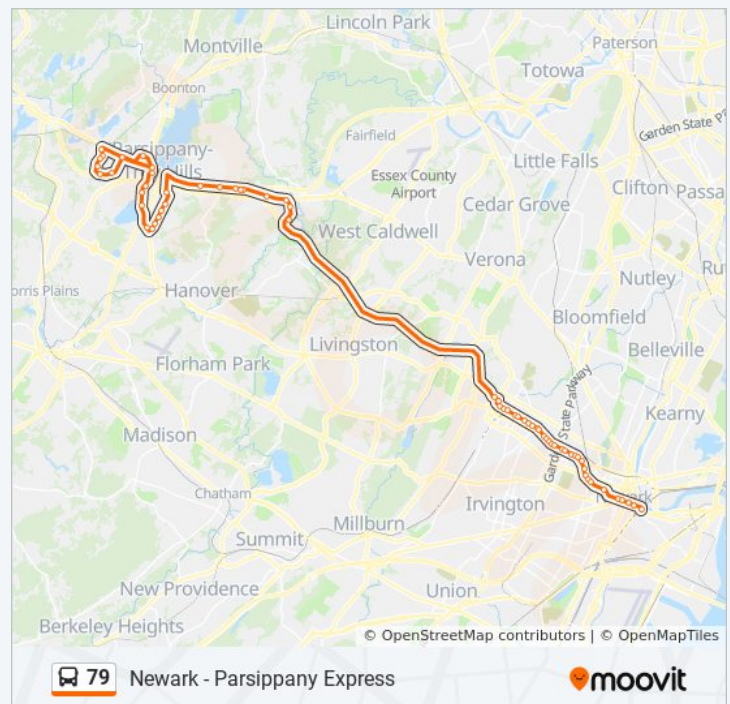 Lincoln Park
Montville
Paterson
Totowa
Boonton
Garden State Pa
Fairfield
Parsippany-
Little Falls
Essex County
Airport
Clifton
Passa
Cedar Grove
West Caldwell
Verona
Nutley
Ru
orris Plains
Hanover
Bloomfield
Livingston
Belleville
Florham Park
Garden State Parkway
Kearny
Madison
Chatham
Irvington
Millburn
Summit
New Providence
Union
Berkeley Heights
© OpenStreetMap contributors | © OpenMapTiles
79 Newark - Parsippany Express
moovit